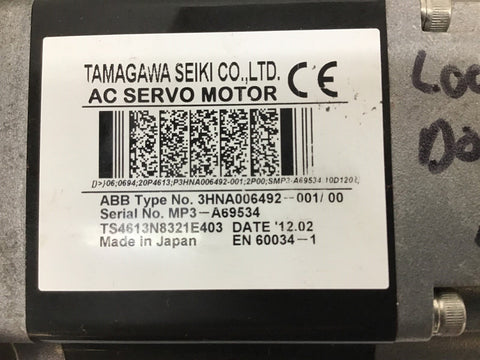 TAMAGAWA SEIKI CO.,LTD. CE
AC SERVO MOTOR
ABB Type No. 3HNA006492-001/00
Serial No. MP3-A69534
TS4613N8321E403 DATE '12.02
Made in Japan EN 60034-1